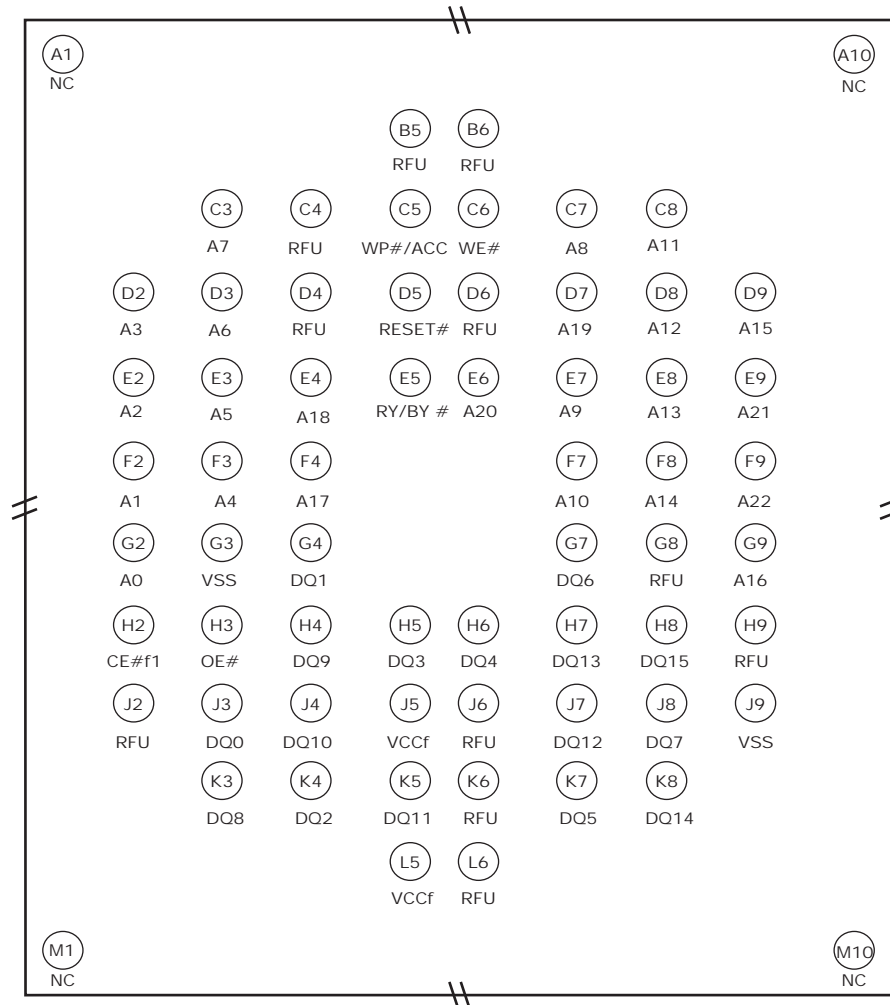 A1 A10
NC NC
B5 B6
RFU RFU
C3 C4 C5 C6 C7 C8
A7 RFU WP#/ACC WE# A8 A11
D2 D3 D4 D5 D6 D7 D8 D9
A3 A6 RFU RESET# RFU A19 A12 A15
E2 E3 E4 E5 E6 E7 E8 E9
A2 A5 A18 RY/BY # A20 A9 A13 A21
F2 F3 F4 F7 F8 F9
A1 A4 A17 A10 A14 A22
G2 G3 G4 G7 G8 G9
A0 VSS DQ1 DQ6 RFU A16
H2 H3 H4 H5 H6 H7 H8 H9
CE#f1 OE# DQ9 DQ3 DQ4 DQ13 DQ15 RFU
J2 J3 J4 J5 J6 J7 J8 J9
RFU DQ0 DQ10 VCCf RFU DQ12 DQ7 VSS
K3 K4 K5 K6 K7 K8
DQ8 DQ2 DQ11 RFU DQ5 DQ14
L5 L6
VCCf RFU
M1 M10
NC NC